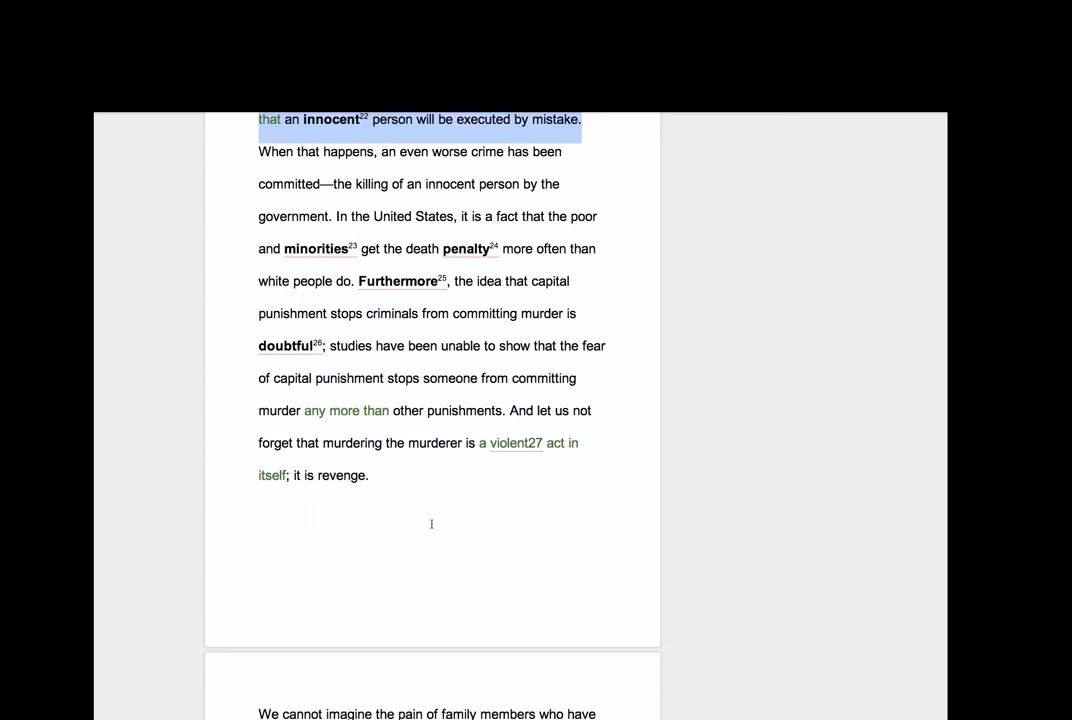 that an innocent22 person will be executed by mistake.
When that happens, an even worse crime has been
committed—the killing of an innocent person by the
government. In the United States, it is a fact that the poor
and minorities23 get the death penalty24 more often than
white people do. Furthermore25, the idea that capital
punishment stops criminals from committing murder is
doubtful26; studies have been unable to show that the fear
of capital punishment stops someone from committing
murder any more than other punishments. And let us not
forget that murdering the murderer is a violent27 act in
itself; it is revenge.
We cannot imagine the pain of family members who have